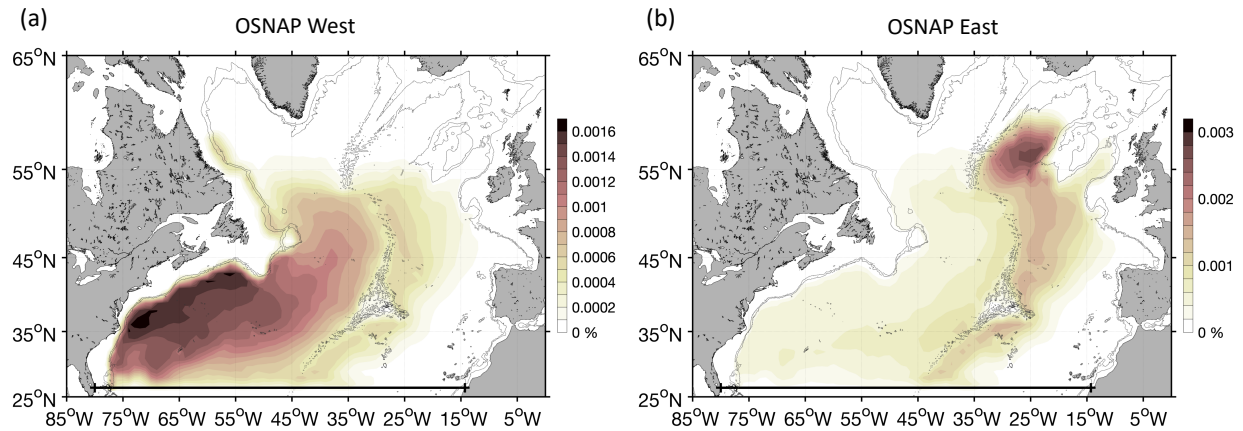 (a)
OSNAP West
65°N
55°N
45°N
35°N
25°N
85°W 75°W 65°W 55°W 45°W 35°W 25°W 15°W 5°W
0.0016
0.0014
0.0012
0.001
0.0008
0.0006
0.0004
0.0002
0 %
(b)
OSNAP East
65°N
55°N
45°N
35°N
25°N
85°W 75°W 65°W 55°W 45°W 35°W 25°W 15°W 5°W
0.003
0.002
0.001
0 %